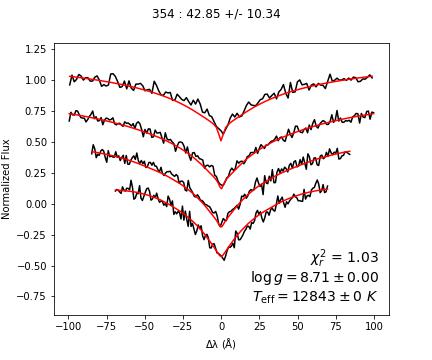 354 : 42.85 +/- 10.34
1.25
1.00
0.75
0.50
0.25
0.00
−0.25
−0.50
−0.75
Normalized Flux
χ²ᵣ = 1.03
log g = 8.71 ± 0.00
T_eff = 12843 ± 0 K
−100 −75 −50 −25 0 25 50 75 100
Δλ (Å)